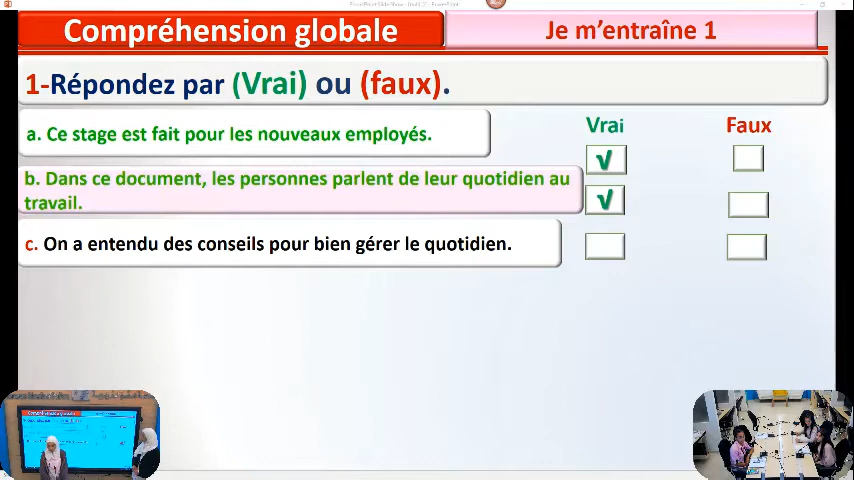 Compréhension globale
Je m'entraîne 1
1-Répondez par (Vrai) ou (faux).
Vrai
Faux
a. Ce stage est fait pour les nouveaux employés.
√
b. Dans ce document, les personnes parlent de leur quotidien au
travail.
√
c. On a entendu des conseils pour bien gérer le quotidien.
Compréhension globale